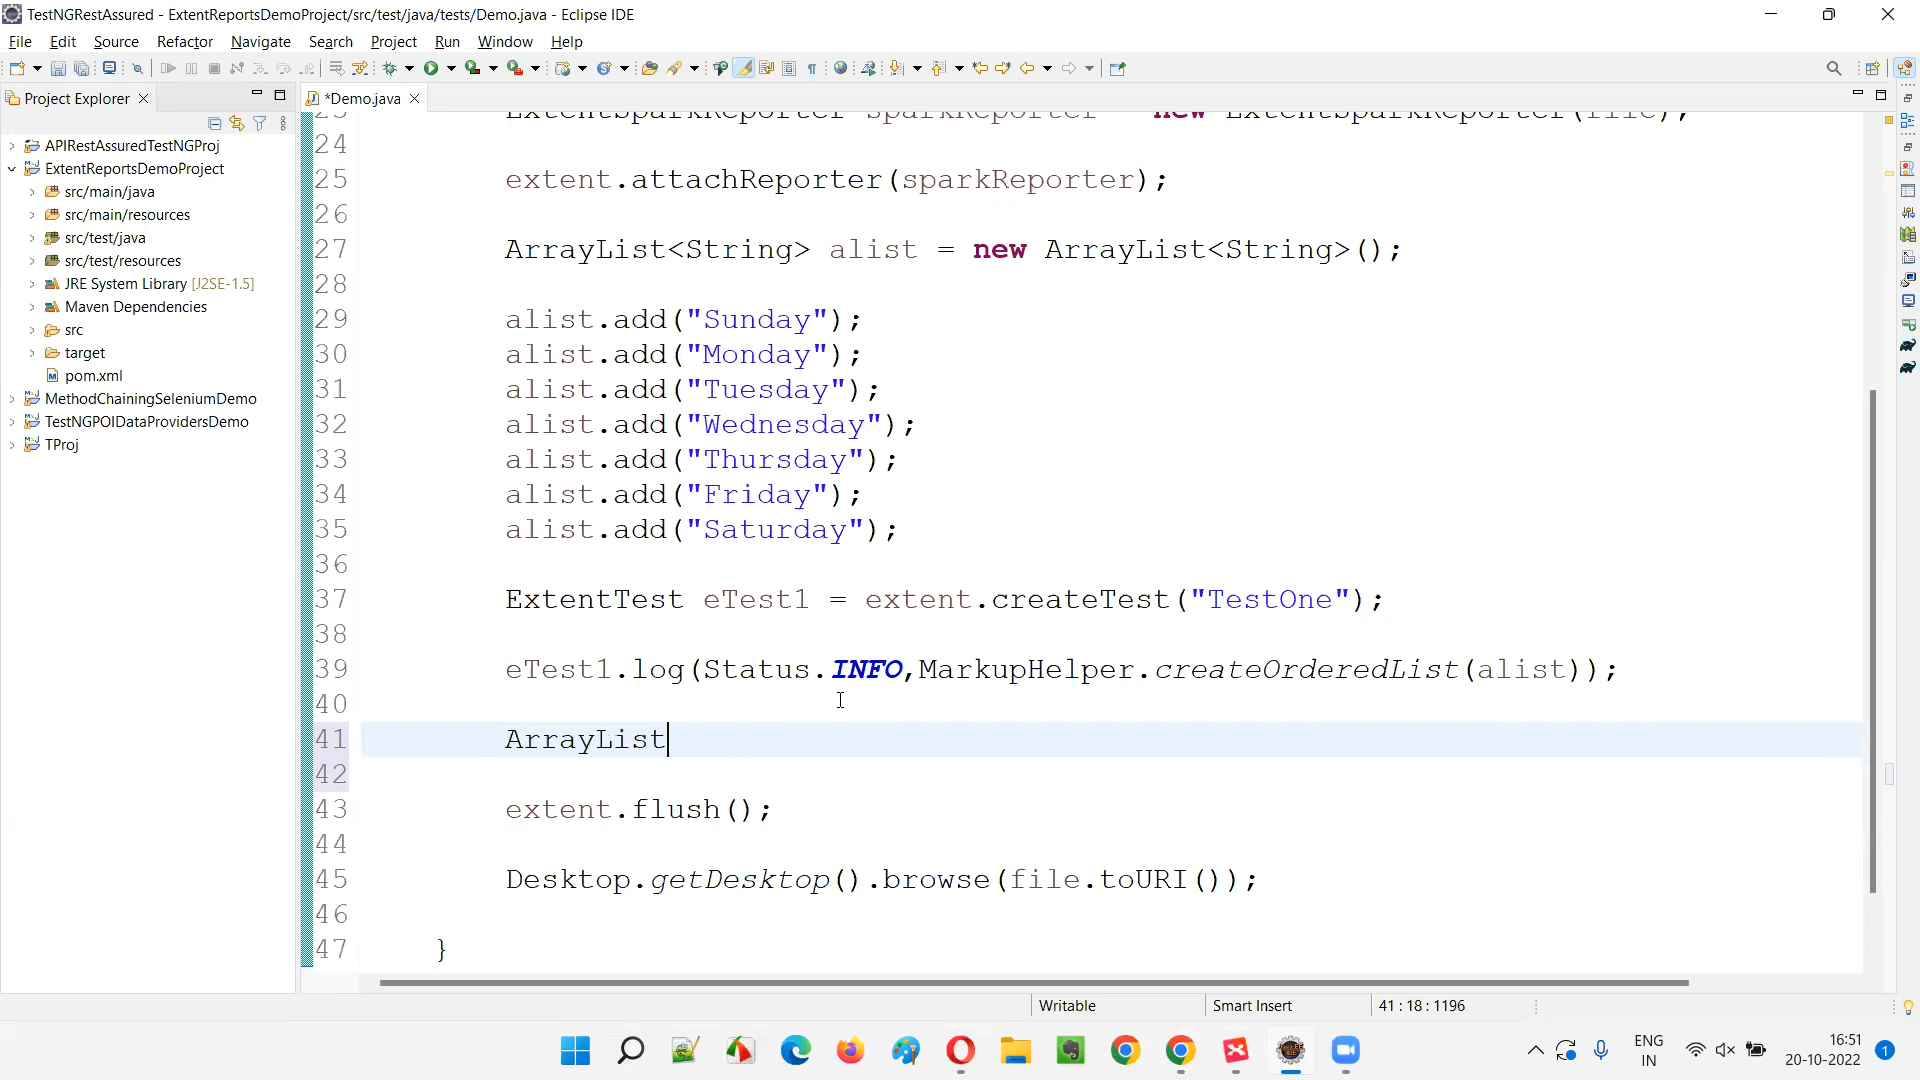 TestNGRestAssured - ExtentReportsDemoProject/src/test/java/tests/Demo.java - Eclipse IDE
File Edit Source Refactor Navigate Search Project Run Window Help
Project Explorer
*Demo.java
APIRestAssuredTestNGProj
ExtentReportsDemoProject
src/main/java
src/main/resources
src/test/java
src/test/resources
JRE System Library [J2SE-1.5]
Maven Dependencies
src
target
pom.xml
MethodChainingSeleniumDemo
TestNGPOIDataProvidersDemo
TProj
23 ExtentSparkReporter sparkReporter = new ExtentSparkReporter(file);
24
25 extent.attachReporter(sparkReporter);
26
27 ArrayList<String> alist = new ArrayList<String>();
28
29 alist.add("Sunday");
30 alist.add("Monday");
31 alist.add("Tuesday");
32 alist.add("Wednesday");
33 alist.add("Thursday");
34 alist.add("Friday");
35 alist.add("Saturday");
36
37 ExtentTest eTest1 = extent.createTest("TestOne");
38
39 eTest1.log(Status.INFO,MarkupHelper.createOrderedList(alist));
40
41 ArrayList
42
43 extent.flush();
44
45 Desktop.getDesktop().browse(file.toURI());
46
47 }
Writable Smart Insert 41 : 18 : 1196
ENG
IN
16:51
20-10-2022
1